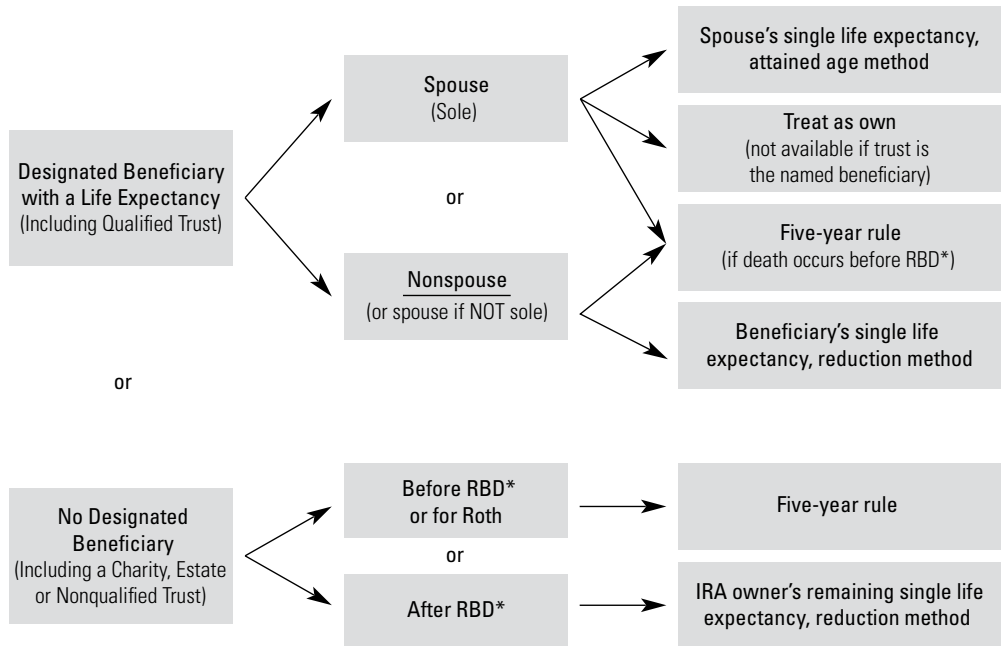 Designated Beneficiary
with a Life Expectancy
(Including Qualified Trust)
or
Spouse
(Sole)
or
Nonspouse
(or spouse if NOT sole)
Spouse's single life expectancy,
attained age method
Treat as own
(not available if trust is
the named beneficiary)
Five-year rule
(if death occurs before RBD*)
Beneficiary's single life
expectancy, reduction method
No Designated
Beneficiary
(Including a Charity, Estate
or Nonqualified Trust)
Before RBD*
or for Roth
or
After RBD*
Five-year rule
IRA owner's remaining single life
expectancy, reduction method